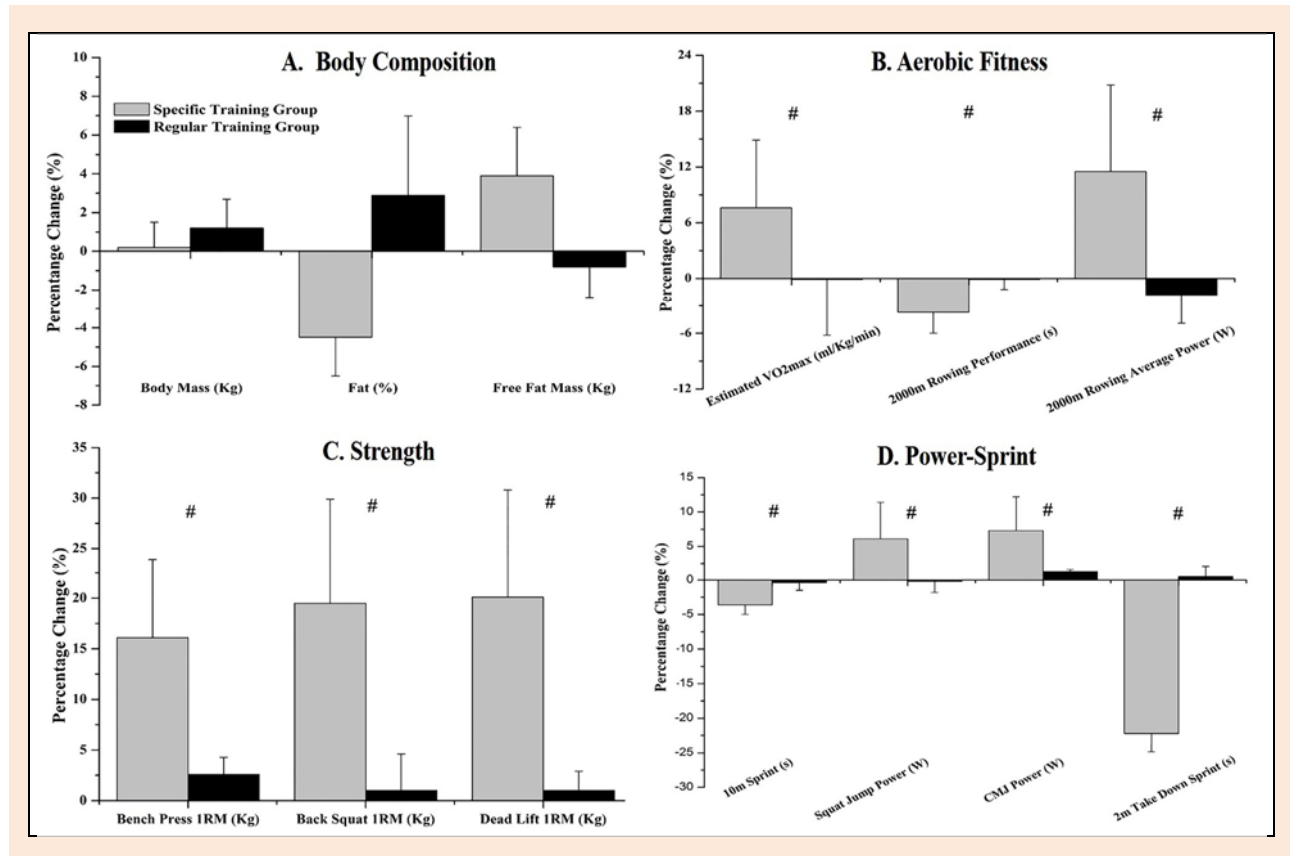 A. Body Composition
10
8
6
4
2
0
-2
-4
-6
-8
Percentange Change (%)
Specific Training Group
Regular Training Group
Body Mass (Kg)
Fat (%)
Free Fat Mass (Kg)
B. Aerobic Fitness
24
18
12
6
0
-6
-12
Percentage Change (%)
#
#
#
Estimated VO2max (ml/Kg/min)
2000m Rowing Performance (s)
2000m Rowing Average Power (W)
C. Strength
35
30
25
20
15
10
5
0
Percentage Change (%)
#
#
#
Bench Press 1RM (Kg)
Back Squat 1RM (Kg)
Dead Lift 1RM (Kg)
D. Power-Sprint
15
10
5
0
-5
-10
-15
-20
-25
-30
Percentange Change (%)
#
#
#
#
10m Sprint (s)
Squat Jump Power (W)
CMJ Power (W)
2m Take Down Sprint (s)